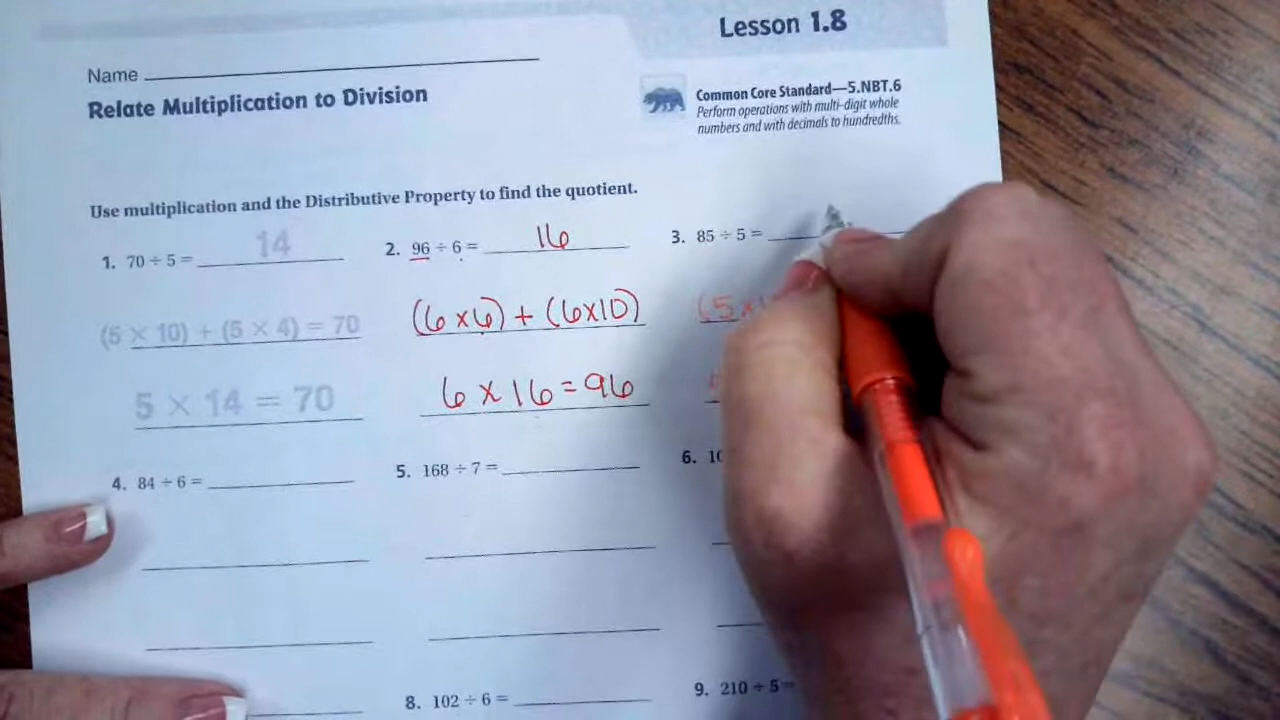 Lesson 1.8
Name
Relate Multiplication to Division
Common Core Standard—5.NBT.6
Perform operations with multi-digit whole
numbers and with decimals to hundredths.
Use multiplication and the Distributive Property to find the quotient.
1. 70 ÷ 5 = 14
(5 × 10) + (5 × 4) = 70
5 × 14 = 70
2. 96 ÷ 6 = 16
(6 × 6) + (6 × 10)
6 × 16 = 96
3. 85 ÷ 5 =
(5 ×
4. 84 ÷ 6 =
5. 168 ÷ 7 =
6.
8. 102 ÷ 6 =
9. 210 ÷ 5 =